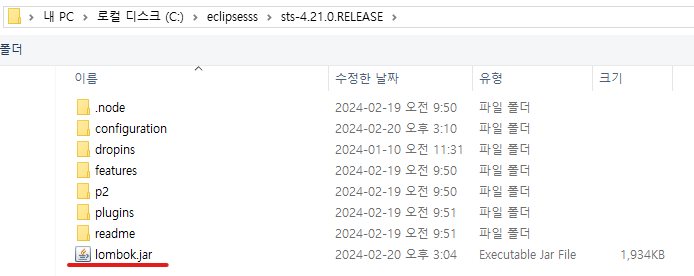 내 PC > 로컬 디스크 (C:) > eclipsesss > sts-4.21.0.RELEASE >
폴더
이름 수정한 날짜 유형 크기
.node 2024-02-19 오전 9:50 파일 폴더
configuration 2024-02-20 오후 3:10 파일 폴더
dropins 2024-01-10 오전 11:31 파일 폴더
features 2024-02-19 오전 9:50 파일 폴더
p2 2024-02-19 오전 9:50 파일 폴더
plugins 2024-02-19 오전 9:51 파일 폴더
readme 2024-02-19 오전 9:51 파일 폴더
lombok.jar 2024-02-20 오후 3:04 Executable Jar File 1,934KB